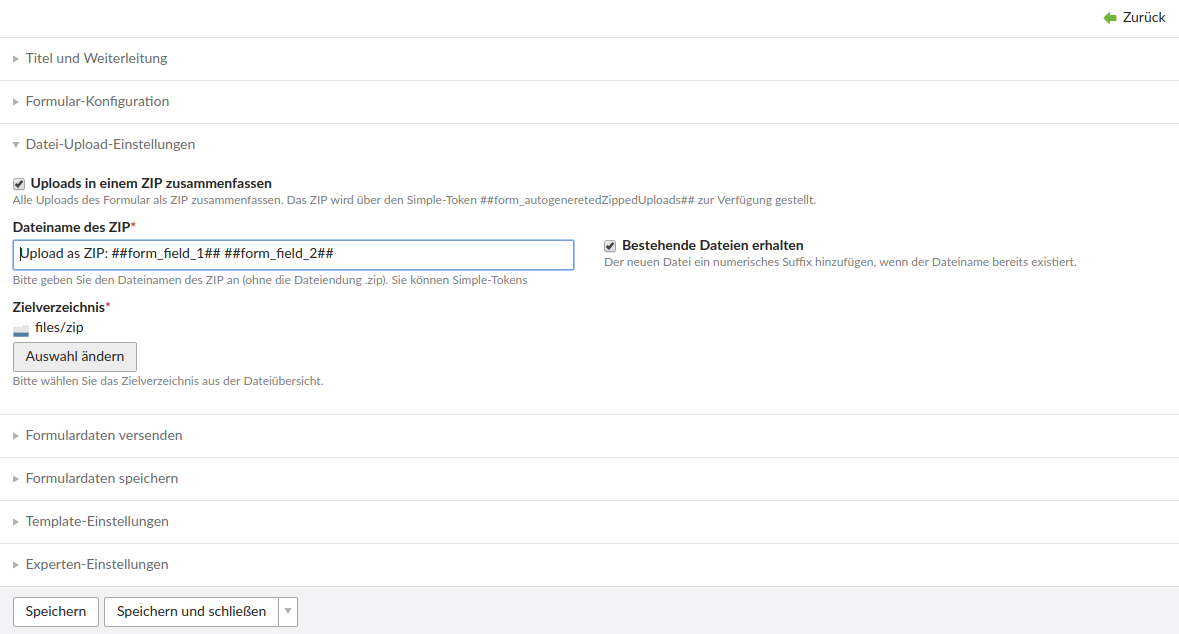 Zurück
Titel und Weiterleitung
Formular-Konfiguration
Datei-Upload-Einstellungen
Uploads in einem ZIP zusammenfassen
Alle Uploads des Formular als ZIP zusammenfassen. Das ZIP wird über den Simple-Token ##form_autogeneretedZippedUploads## zur Verfügung gestellt.
Dateiname des ZIP*
Upload as ZIP: ##form_field_1## ##form_field_2##
Bitte geben Sie den Dateinamen des ZIP an (ohne die Dateiendung .zip). Sie können Simple-Tokens
Bestehende Dateien erhalten
Der neuen Datei ein numerisches Suffix hinzufügen, wenn der Dateiname bereits existiert.
Zielverzeichnis*
files/zip
Auswahl ändern
Bitte wählen Sie das Zielverzeichnis aus der Dateiübersicht.
Formulardaten versenden
Formulardaten speichern
Template-Einstellungen
Experten-Einstellungen
Speichern
Speichern und schließen